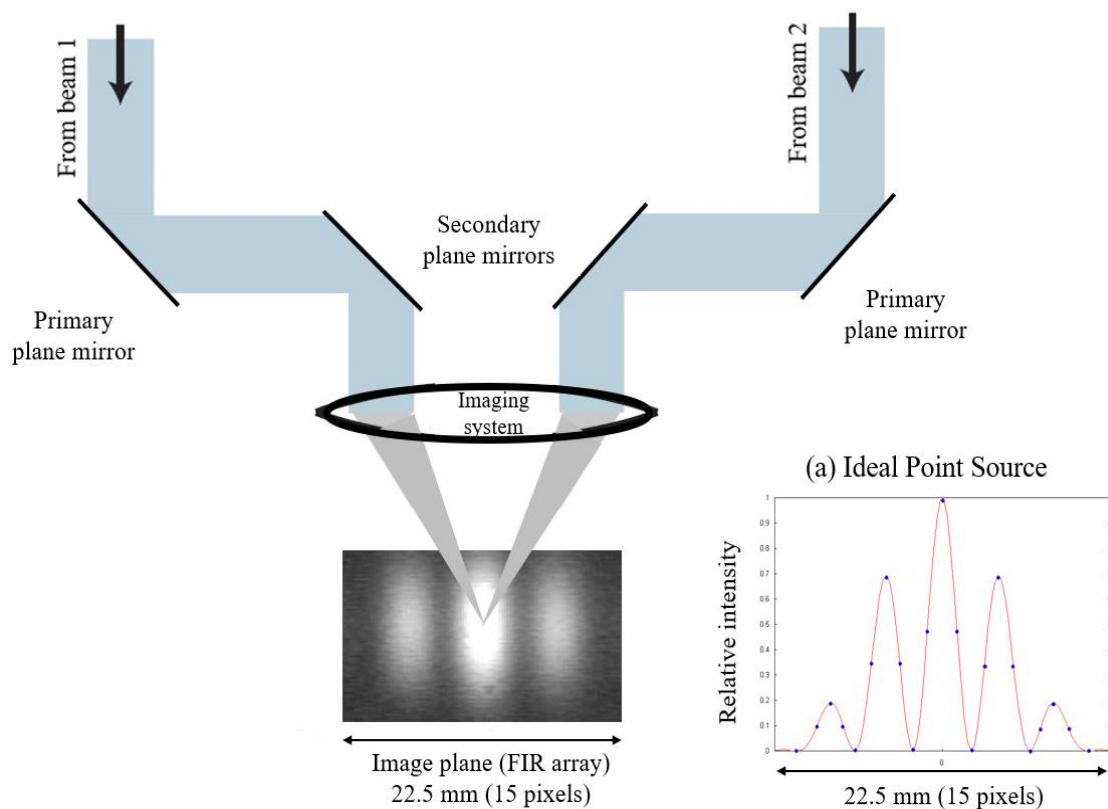 From beam 1
From beam 2
Secondary
plane mirrors
Primary
plane mirror
Primary
plane mirror
Imaging
system
(a) Ideal Point Source
Relative intensity
1
0.9
0.8
0.7
0.6
0.5
0.4
0.3
0.2
0.1
0
0
22.5 mm (15 pixels)
Image plane (FIR array)
22.5 mm (15 pixels)